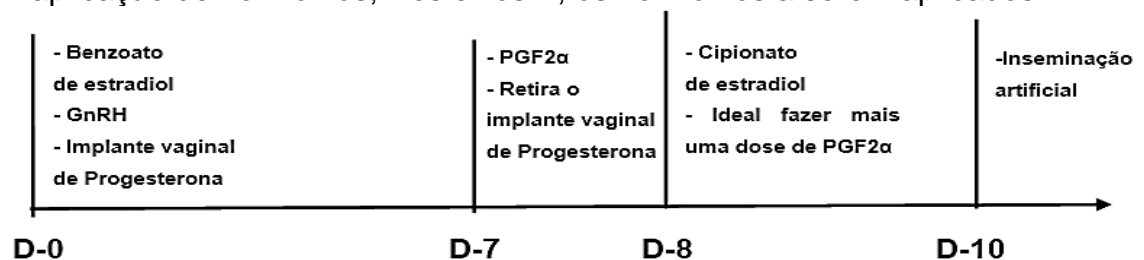 - Benzoato
de estradiol
- GnRH
- Implante vaginal
de Progesterona
- PGF2α
- Retira o
implante vaginal
de Progesterona
- Cipionato
de estradiol
- Ideal fazer mais
uma dose de PGF2α
-Inseminação
artificial
D-0
D-7
D-8
D-10